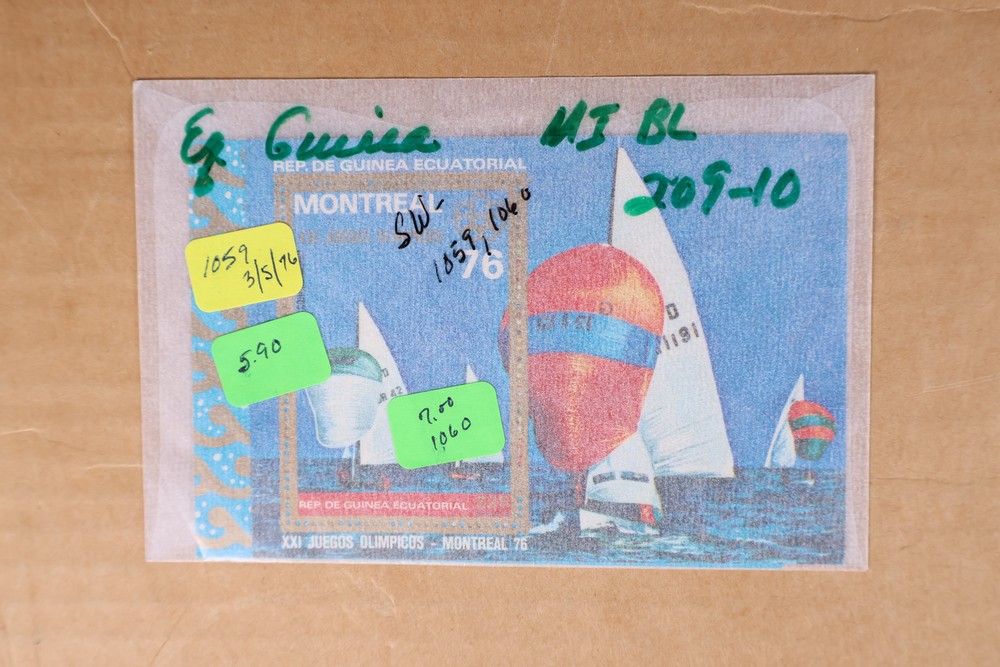 Eq Guinea MI BL
209-10
REP. DE GUINEA ECUATORIAL
MONTREAL
SW-
1059, 1060
76
1059
3/5/76
5.90
7.00
1060
D
11191
REP. DE GUINEA ECUATORIAL
XXI JUEGOS OLIMPICOS - MONTREAL 76